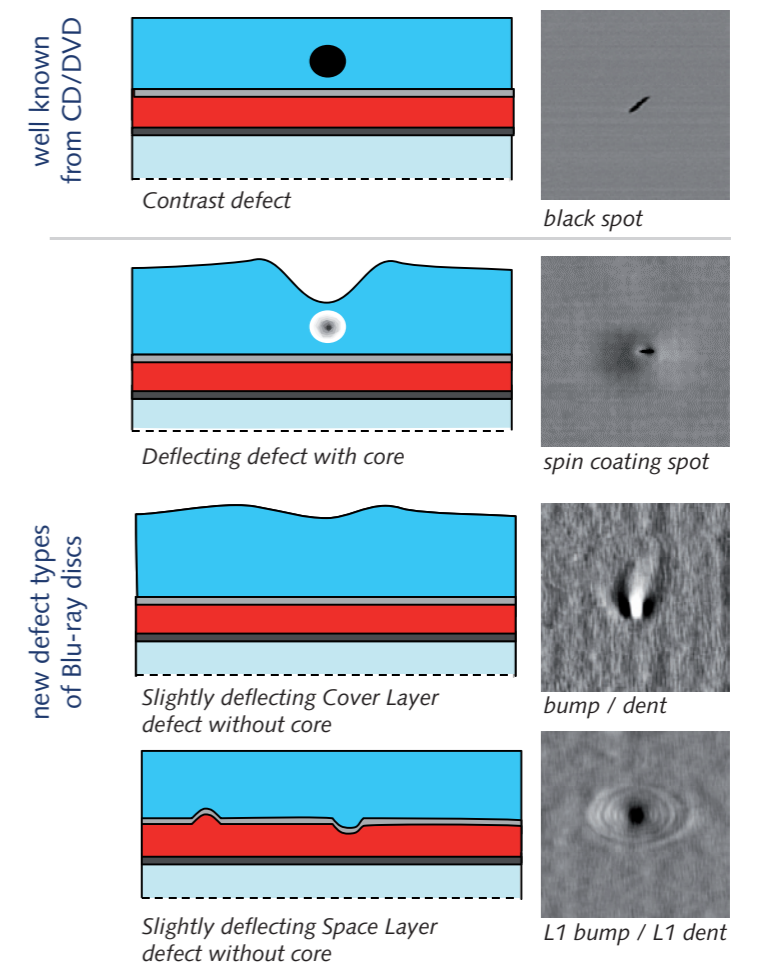 well known
from CD/DVD
Contrast defect
black spot
Deflecting defect with core
spin coating spot
new defect types
of Blu-ray discs
Slightly deflecting Cover Layer
defect without core
bump / dent
Slightly deflecting Space Layer
defect without core
L1 bump / L1 dent